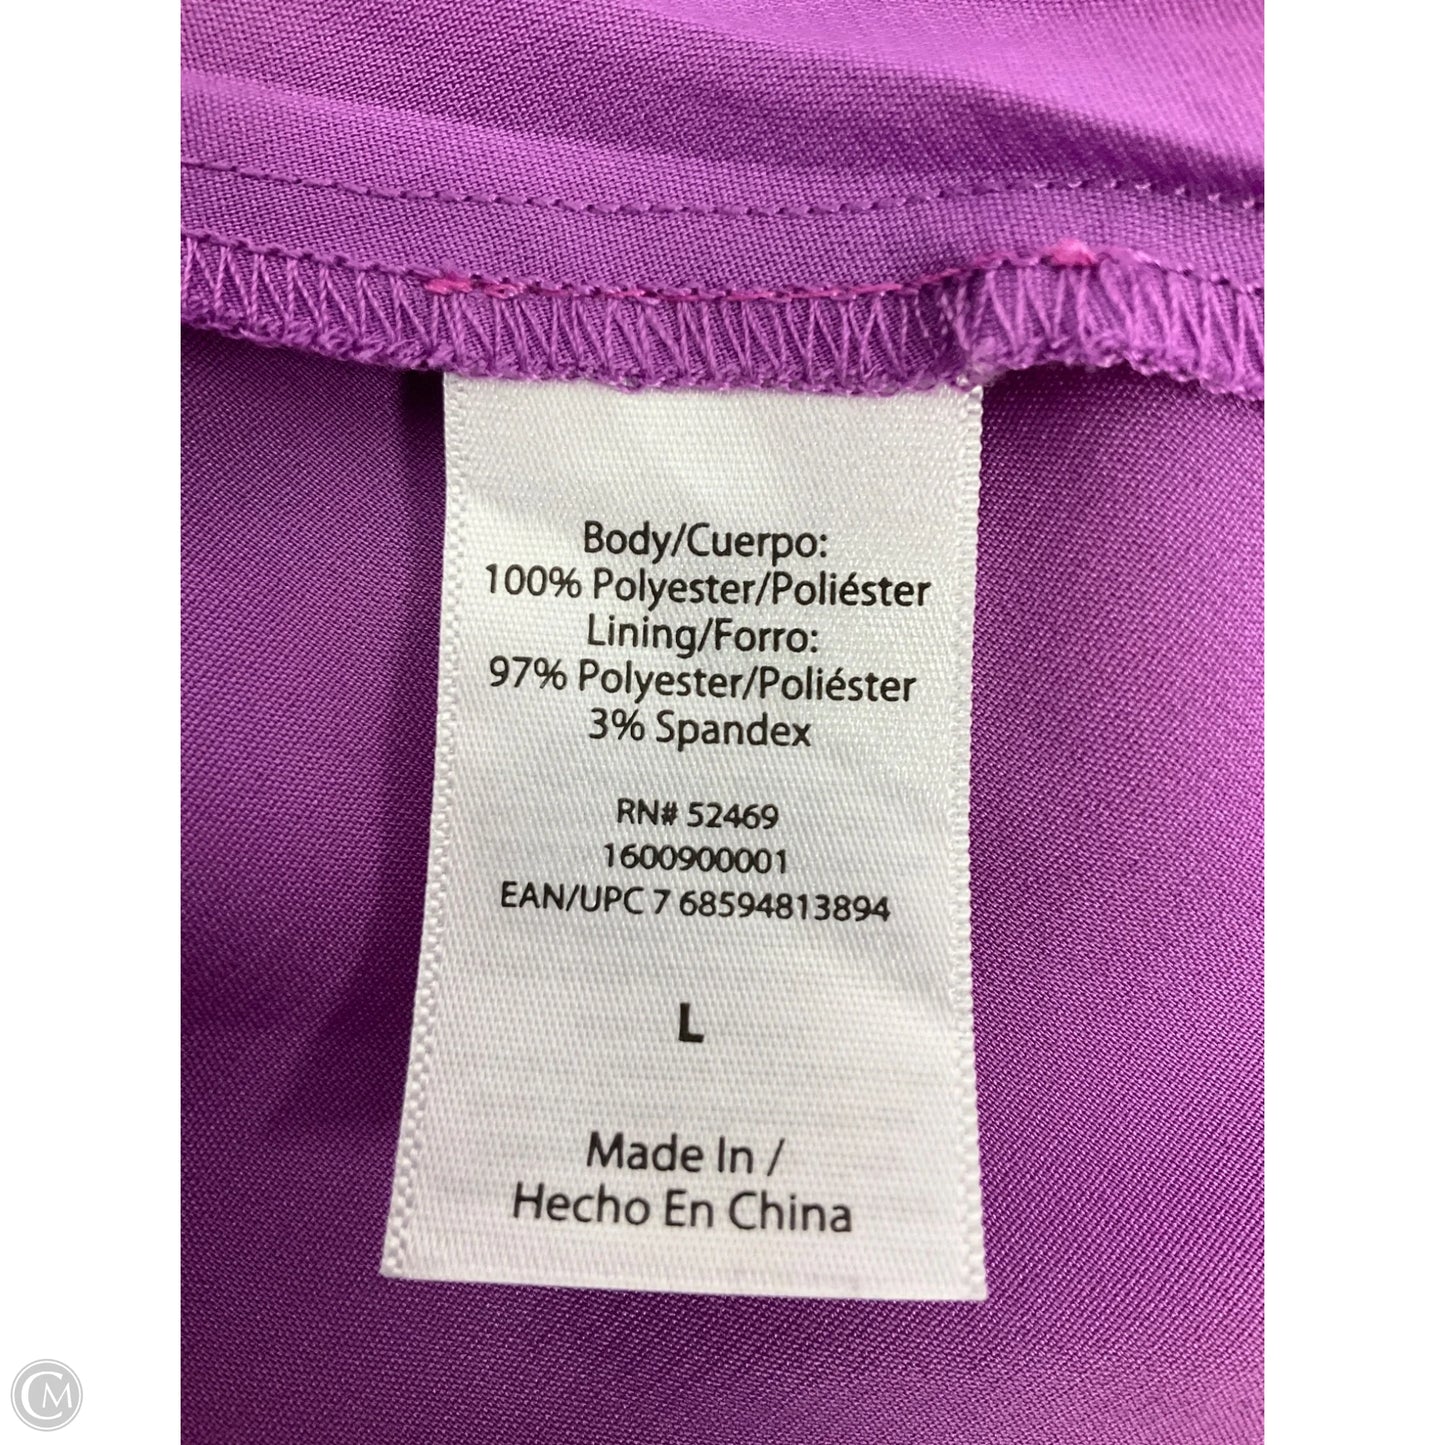 Body/Cuerpo:
100% Polyester/Poliéster
Lining/Forro:
97% Polyester/Poliéster
3% Spandex
RN# 52469
1600900001
EAN/UPC 7 68594813894
L
Made In /
Hecho En China
CM